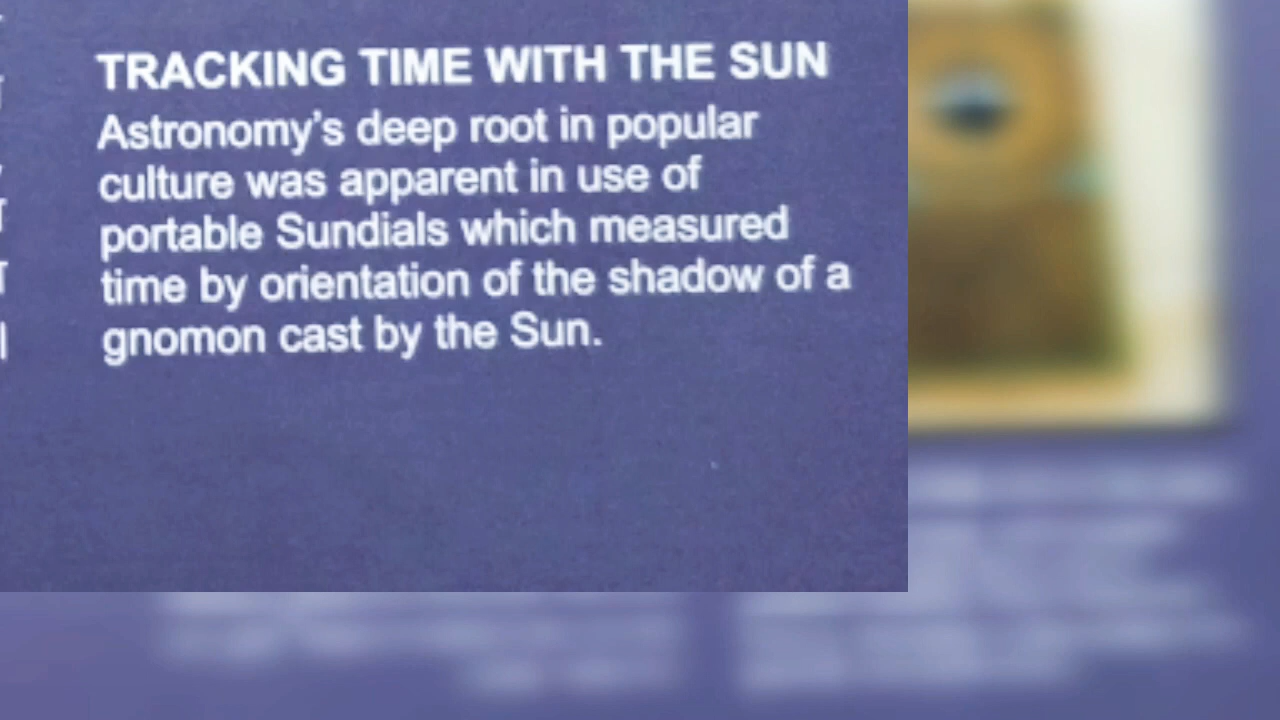 TRACKING TIME WITH THE SUN
Astronomy's deep root in popular
culture was apparent in use of
portable Sundials which measured
time by orientation of the shadow of a
gnomon cast by the Sun.